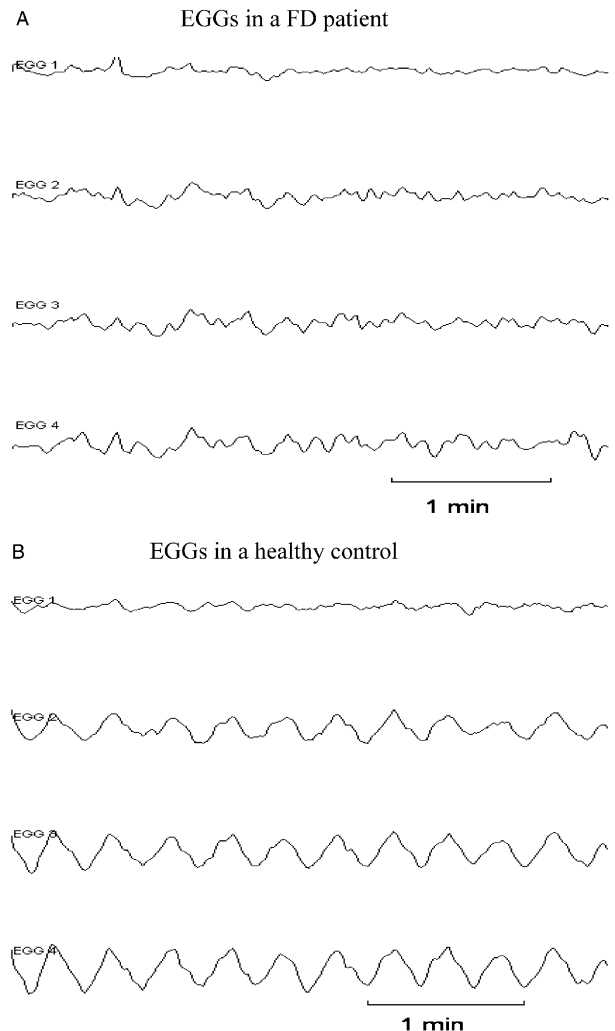 A
EGGs in a FD patient
EGG 1
EGG 2
EGG 3
EGG 4
1 min
B
EGGs in a healthy control
EGG 1
EGG 2
EGG 3
EGG 4
1 min